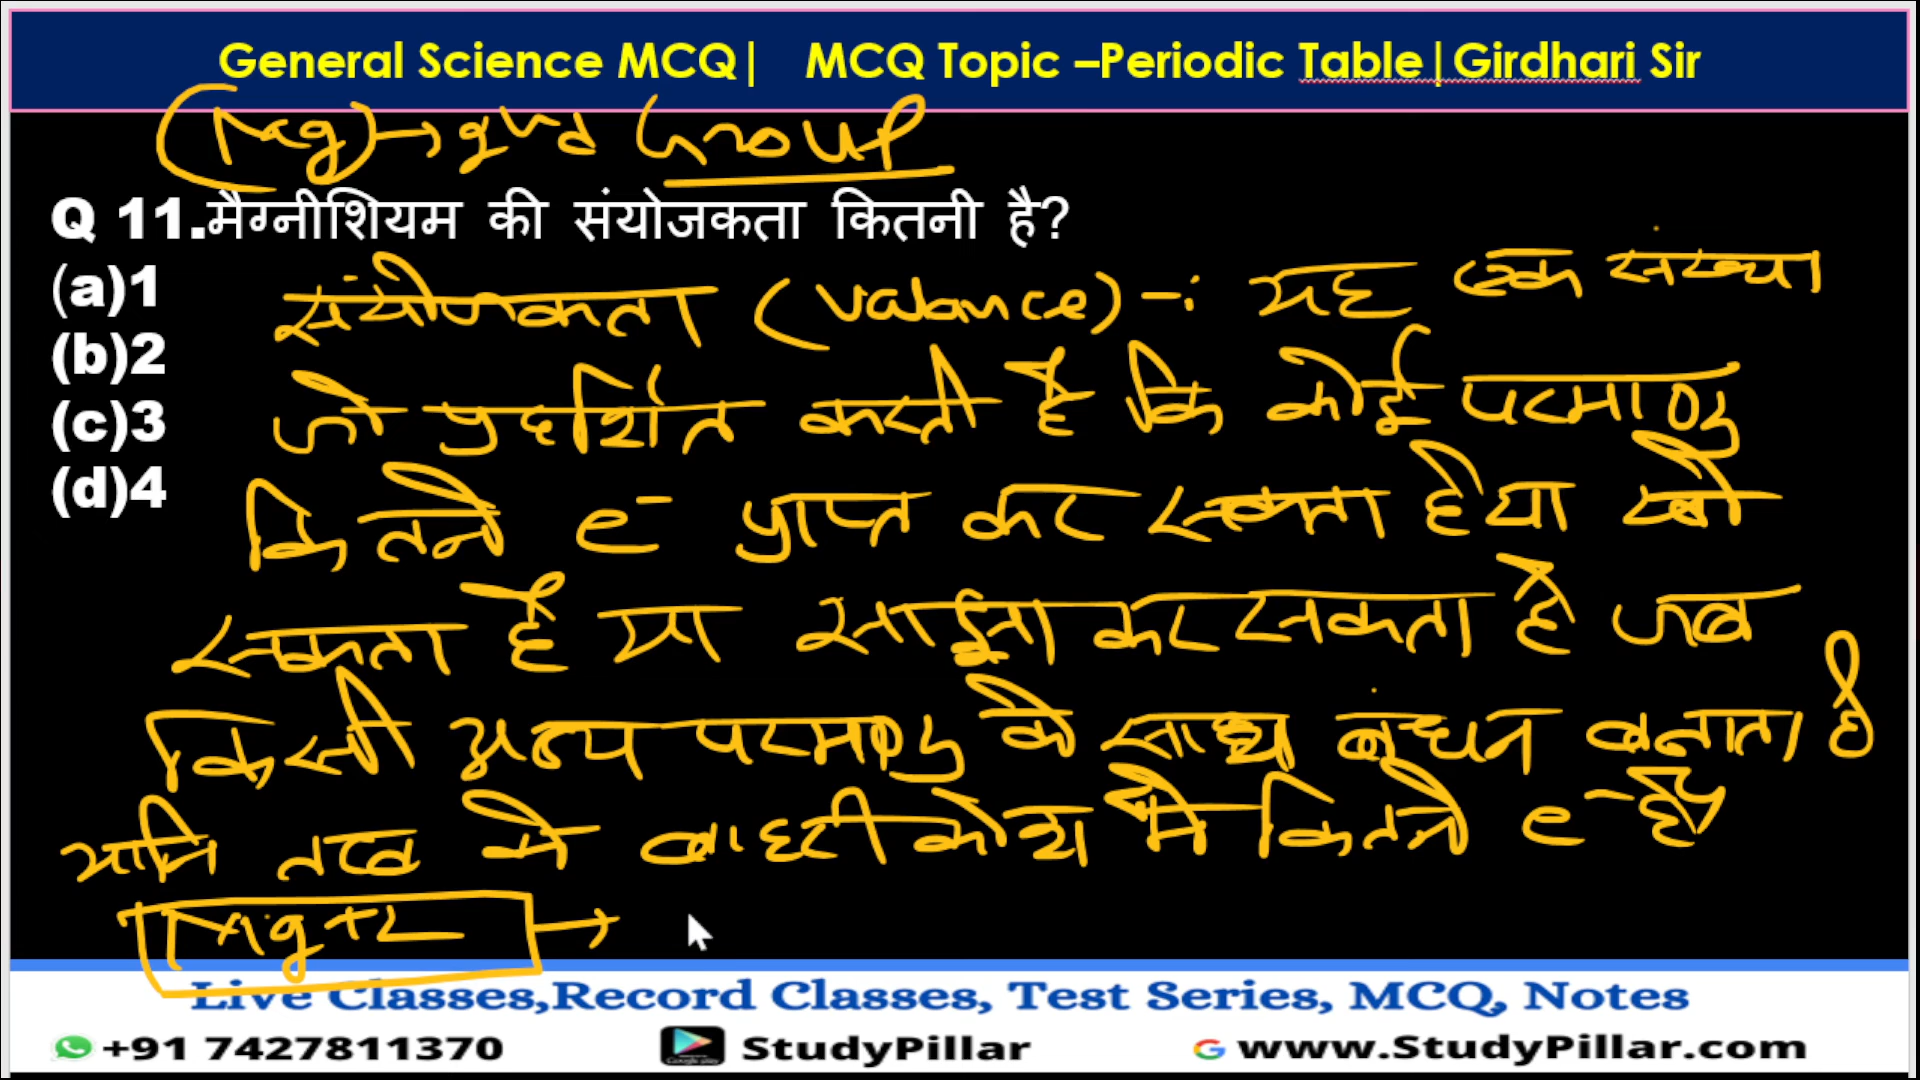 General Science MCQ| MCQ Topic –Periodic Table|Girdhari Sir
(Mg)→ 2nd Group
Q 11.मैग्नीशियम की संयोजकता कितनी है?
(a)1
(b)2
(c)3
(d)4
संयोजकता (Valance) -: यह एक संख्या
जो प्रदर्शित करती है कि कोई परमाणु
कितने e⁻ प्राप्त कर सकता है या खो
सकता है या साझा कर सकता है जब
किसी अन्य परमाणु के साथ बंधन बनाता है
यानि तत्व में बाहरी कोश में कितने e⁻ है
Mg+2 →
Live Classes,Record Classes, Test Series, MCQ, Notes
+91 7427811370 StudyPillar www.StudyPillar.com